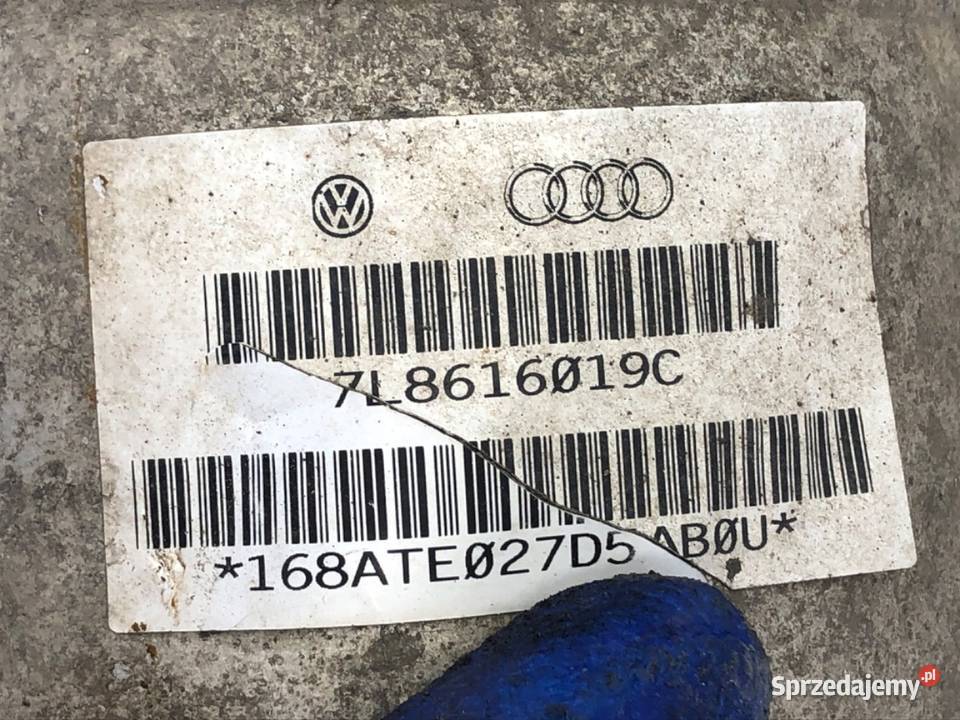 7L8616019C
*168ATE027D5 AB0U*
Sprzedajemy.pl